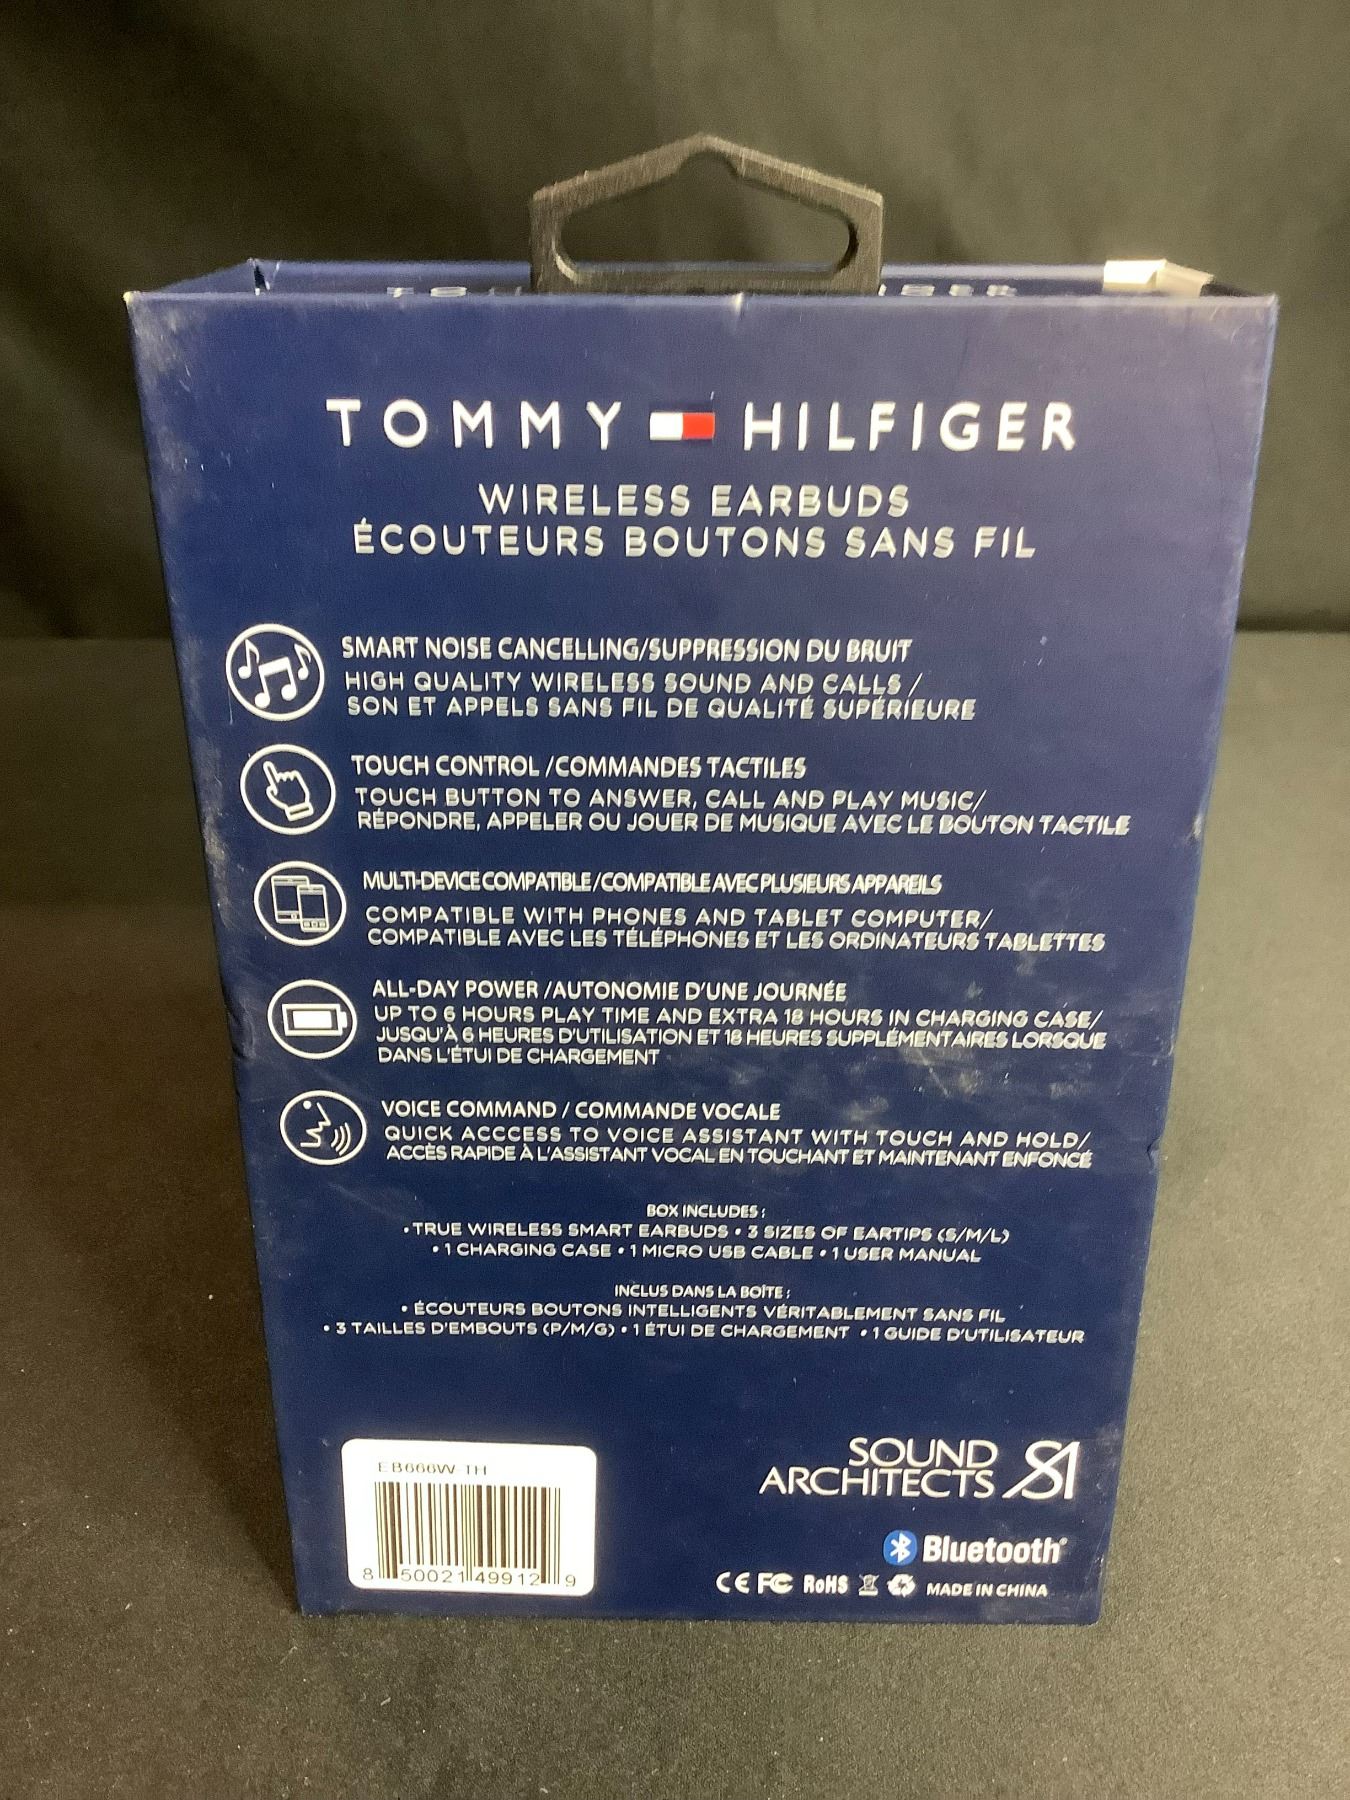 TOMMY HILFIGER
WIRELESS EARBUDS
ÉCOUTEURS BOUTONS SANS FIL
SMART NOISE CANCELLING/SUPPRESSION DU BRUIT
HIGH QUALITY WIRELESS SOUND AND CALLS /
SON ET APPELS SANS FIL DE QUALITÉ SUPÉRIEURE
TOUCH CONTROL /COMMANDES TACTILES
TOUCH BUTTON TO ANSWER, CALL AND PLAY MUSIC/
RÉPONDRE, APPELER OU JOUER DE MUSIQUE AVEC LE BOUTON TACTILE
MULTI-DEVICE COMPATIBLE/COMPATIBLE AVEC PLUSIEURS APPAREILS
COMPATIBLE WITH PHONES AND TABLET COMPUTER/
COMPATIBLE AVEC LES TÉLÉPHONES ET LES ORDINATEURS TABLETTES
ALL-DAY POWER /AUTONOMIE D'UNE JOURNÉE
UP TO 6 HOURS PLAY TIME AND EXTRA 18 HOURS IN CHARGING CASE/
JUSQU'À 6 HEURES D'UTILISATION ET 18 HEURES SUPPLÉMENTAIRES LORSQUE
DANS L'ÉTUI DE CHARGEMENT
VOICE COMMAND / COMMANDE VOCALE
QUICK ACCCESS TO VOICE ASSISTANT WITH TOUCH AND HOLD/
ACCÈS RAPIDE À L'ASSISTANT VOCAL EN TOUCHANT ET MAINTENANT ENFONCÉ
BOX INCLUDES :
• TRUE WIRELESS SMART EARBUDS • 3 SIZES OF EARTIPS (S/M/L)
• 1 CHARGING CASE • 1 MICRO USB CABLE • 1 USER MANUAL
INCLUS DANS LA BOÎTE :
• ÉCOUTEURS BOUTONS INTELLIGENTS VÉRITABLEMENT SANS FIL
• 3 TAILLES D'EMBOUTS (P/M/G) • 1 ÉTUI DE CHARGEMENT • 1 GUIDE D'UTILISATEUR
EB666W-TH
8 50021 49912 9
SOUND
ARCHITECTS SA
Bluetooth®
CE FC RoHS MADE IN CHINA